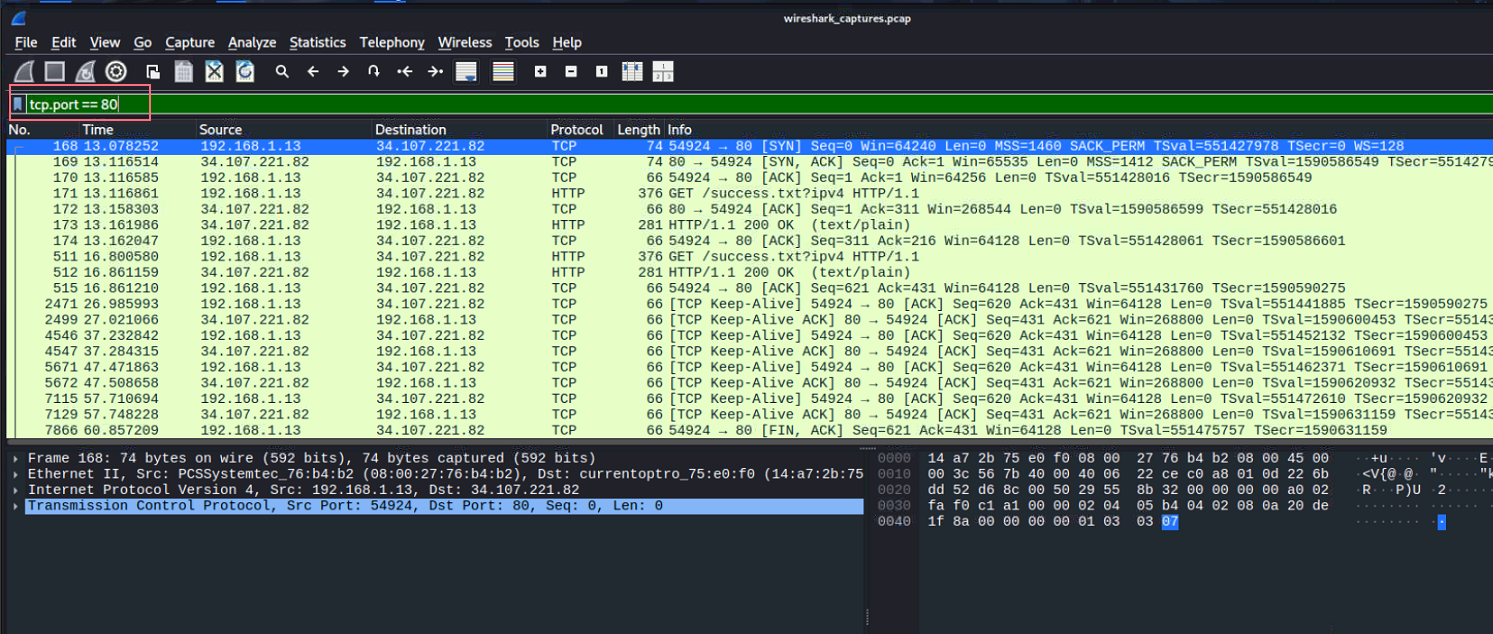 wireshark_captures.pcap
File Edit View Go Capture Analyze Statistics Telephony Wireless Tools Help
tcp.port == 80
No. Time Source Destination Protocol Length Info
168 13.078252 192.168.1.13 34.107.221.82 TCP 74 54924 → 80 [SYN] Seq=0 Win=64240 Len=0 MSS=1460 SACK_PERM TSval=551427978 TSecr=0 WS=128
169 13.116514 34.107.221.82 192.168.1.13 TCP 74 80 → 54924 [SYN, ACK] Seq=0 Ack=1 Win=65535 Len=0 MSS=1412 SACK_PERM TSval=1590586549 TSecr=5514279
170 13.116585 192.168.1.13 34.107.221.82 TCP 66 54924 → 80 [ACK] Seq=1 Ack=1 Win=64256 Len=0 TSval=551428016 TSecr=1590586549
171 13.116861 192.168.1.13 34.107.221.82 HTTP 376 GET /success.txt?ipv4 HTTP/1.1
172 13.158303 34.107.221.82 192.168.1.13 TCP 66 80 → 54924 [ACK] Seq=1 Ack=311 Win=268544 Len=0 TSval=1590586599 TSecr=551428016
173 13.161986 34.107.221.82 192.168.1.13 HTTP 281 HTTP/1.1 200 OK (text/plain)
174 13.162047 192.168.1.13 34.107.221.82 TCP 66 54924 → 80 [ACK] Seq=311 Ack=216 Win=64128 Len=0 TSval=551428061 TSecr=1590586601
511 16.800580 192.168.1.13 34.107.221.82 HTTP 376 GET /success.txt?ipv4 HTTP/1.1
512 16.861159 34.107.221.82 192.168.1.13 HTTP 281 HTTP/1.1 200 OK (text/plain)
515 16.861210 192.168.1.13 34.107.221.82 TCP 66 54924 → 80 [ACK] Seq=621 Ack=431 Win=64128 Len=0 TSval=551431760 TSecr=1590590275
2471 26.985993 192.168.1.13 34.107.221.82 TCP 66 [TCP Keep-Alive] 54924 → 80 [ACK] Seq=620 Ack=431 Win=64128 Len=0 TSval=551441885 TSecr=1590590275
2499 27.021066 34.107.221.82 192.168.1.13 TCP 66 [TCP Keep-Alive ACK] 80 → 54924 [ACK] Seq=431 Ack=621 Win=268800 Len=0 TSval=1590600453 TSecr=55143
4546 37.232842 192.168.1.13 34.107.221.82 TCP 66 [TCP Keep-Alive] 54924 → 80 [ACK] Seq=620 Ack=431 Win=64128 Len=0 TSval=551452132 TSecr=1590600453
4547 37.284315 34.107.221.82 192.168.1.13 TCP 66 [TCP Keep-Alive ACK] 80 → 54924 [ACK] Seq=431 Ack=621 Win=268800 Len=0 TSval=1590610691 TSecr=55143
5671 47.471863 192.168.1.13 34.107.221.82 TCP 66 [TCP Keep-Alive] 54924 → 80 [ACK] Seq=620 Ack=431 Win=64128 Len=0 TSval=551462371 TSecr=1590610691
5672 47.508658 34.107.221.82 192.168.1.13 TCP 66 [TCP Keep-Alive ACK] 80 → 54924 [ACK] Seq=431 Ack=621 Win=268800 Len=0 TSval=1590620932 TSecr=55143
7115 57.710694 192.168.1.13 34.107.221.82 TCP 66 [TCP Keep-Alive] 54924 → 80 [ACK] Seq=620 Ack=431 Win=64128 Len=0 TSval=551472610 TSecr=1590620932
7129 57.748228 34.107.221.82 192.168.1.13 TCP 66 [TCP Keep-Alive ACK] 80 → 54924 [ACK] Seq=431 Ack=621 Win=268800 Len=0 TSval=1590631159 TSecr=55143
7866 60.857209 192.168.1.13 34.107.221.82 TCP 66 54924 → 80 [FIN, ACK] Seq=621 Ack=431 Win=64128 Len=0 TSval=551475757 TSecr=1590631159
Frame 168: 74 bytes on wire (592 bits), 74 bytes captured (592 bits)
Ethernet II, Src: PCSSystemtec_76:b4:b2 (08:00:27:76:b4:b2), Dst: currentoptro_75:e0:f0 (14:a7:2b:75
Internet Protocol Version 4, Src: 192.168.1.13, Dst: 34.107.221.82
Transmission Control Protocol, Src Port: 54924, Dst Port: 80, Seq: 0, Len: 0
0000 14 a7 2b 75 e0 f0 08 00 27 76 b4 b2 08 00 45 00 ··+u···· 'v····E
0010 00 3c 56 7b 40 00 40 06 22 ce c0 a8 01 0d 22 6b ·<V{@·@· "·····"k
0020 dd 52 d6 8c 00 50 29 55 8b 32 00 00 00 00 a0 02 ·R···P)U ·2······
0030 fa f0 c1 a1 00 00 02 04 05 b4 04 02 08 0a 20 de
0040 1f 8a 00 00 00 00 01 03 03 07